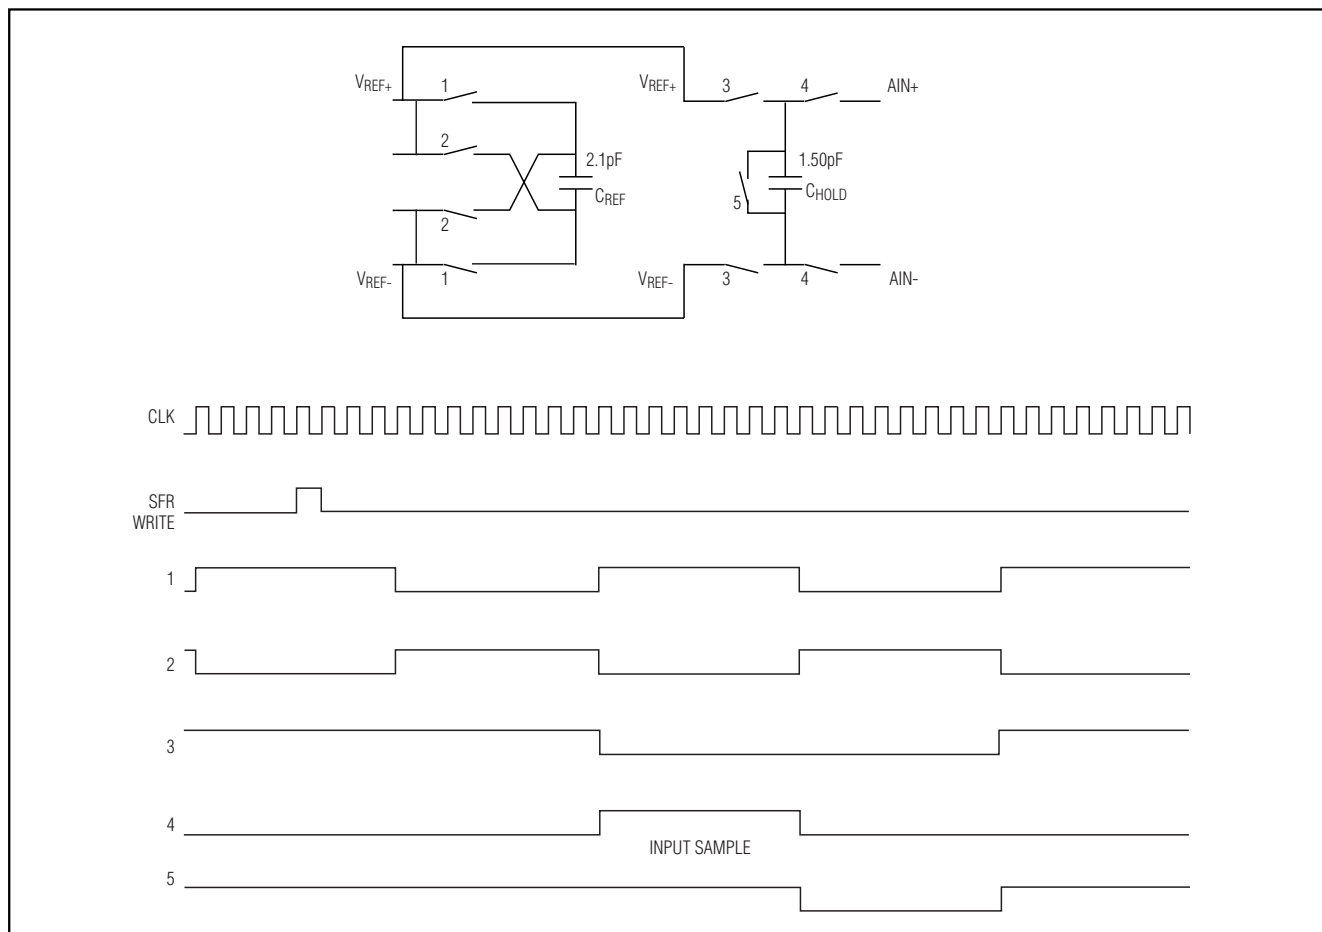 VREF+
1
VREF+
3
4
AIN+
2
2.1pF
CREF
1.50pF
CHOLD
5
2
VREF-
1
VREF-
3
4
AIN-
CLK
SFR
WRITE
1
2
3
4
INPUT SAMPLE
5